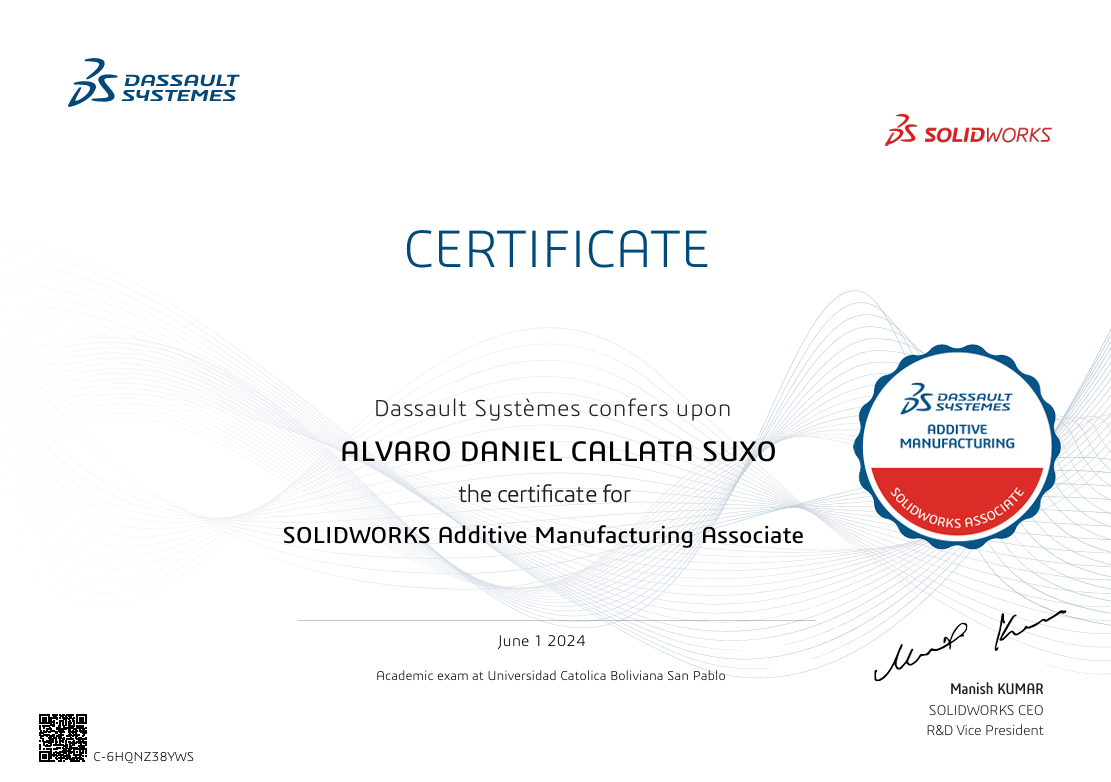 DASSAULT
SYSTEMES
SOLIDWORKS
CERTIFICATE
Dassault Systèmes confers upon
ALVARO DANIEL CALLATA SUXO
the certificate for
SOLIDWORKS Additive Manufacturing Associate
DASSAULT
SYSTEMES
ADDITIVE
MANUFACTURING
SOLIDWORKS ASSOCIATE
June 1 2024
Academic exam at Universidad Catolica Boliviana San Pablo
Manish KUMAR
SOLIDWORKS CEO
R&D Vice President
C-6HQNZ38YWS